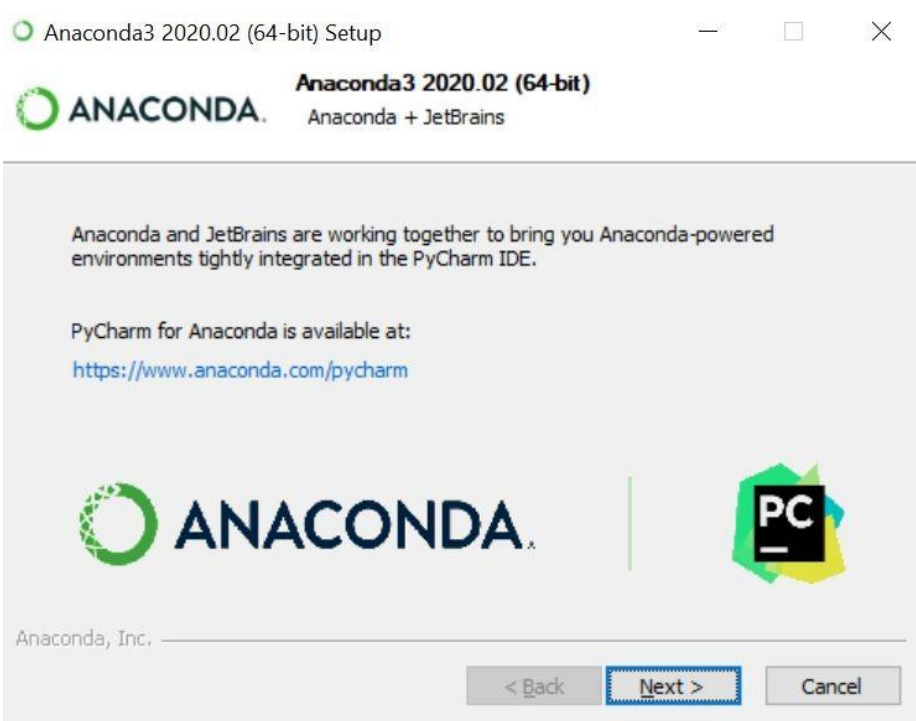 Anaconda3 2020.02 (64-bit) Setup
Anaconda3 2020.02 (64-bit)
ANACONDA.
Anaconda + JetBrains
Anaconda and JetBrains are working together to bring you Anaconda-powered
environments tightly integrated in the PyCharm IDE.
PyCharm for Anaconda is available at:
https://www.anaconda.com/pycharm
ANACONDA.
PC
Anaconda, Inc.
< Back
Next >
Cancel